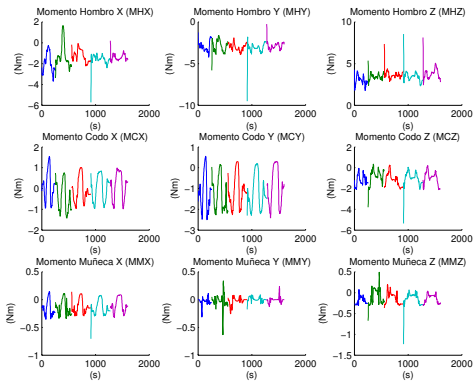 Momento Hombro X (MHX)
Momento Hombro Y (MHY)
Momento Hombro Z (MHZ)
2
0
−2
−4
−6
(Nm)
0
1000
2000
(s)
0
−5
−10
(Nm)
0
1000
2000
(s)
10
5
0
(Nm)
0
1000
2000
(s)
Momento Codo X (MCX)
Momento Codo Y (MCY)
Momento Codo Z (MCZ)
2
1
0
−1
−2
(Nm)
0
1000
2000
(s)
1
0
−1
−2
−3
(Nm)
0
1000
2000
(s)
2
0
−2
−4
−6
(Nm)
0
1000
2000
(s)
Momento Muñeca X (MMX)
Momento Muñeca Y (MMY)
Momento Muñeca Z (MMZ)
0.5
0
−0.5
−1
(Nm)
0
1000
2000
(s)
0.5
0
−0.5
−1
(Nm)
0
1000
2000
(s)
0.5
0
−0.5
−1
−1.5
(Nm)
0
1000
2000
(s)